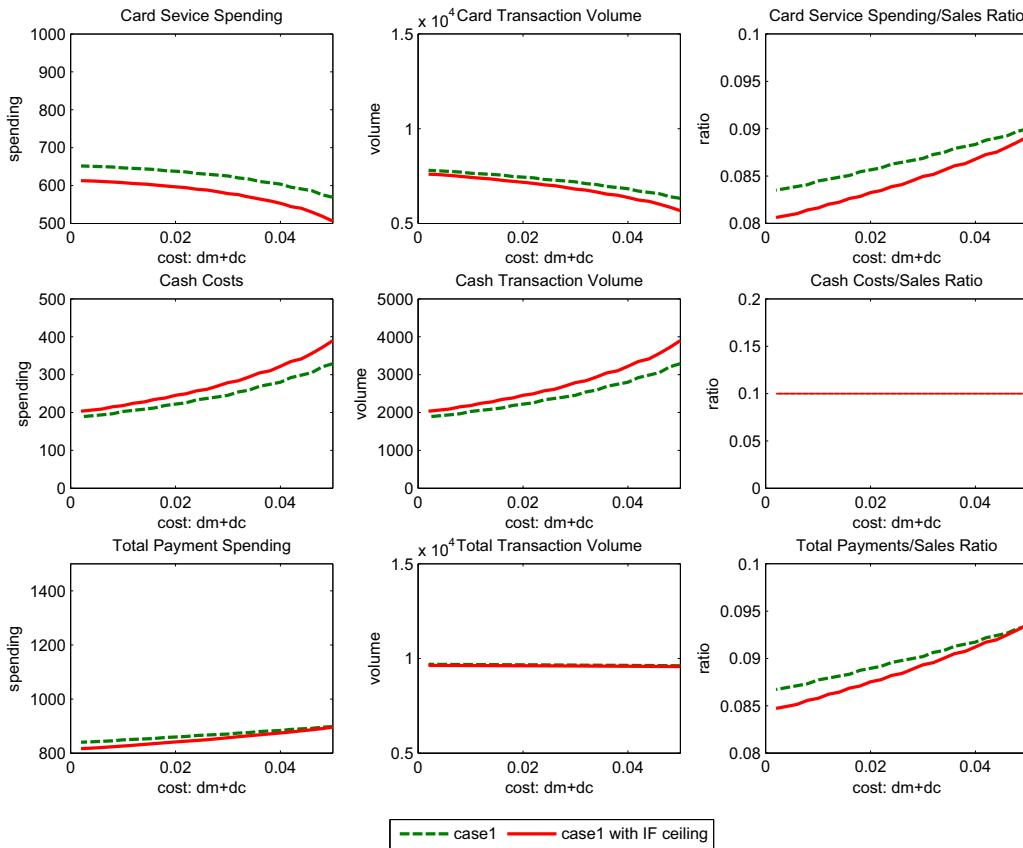 Card Sevice Spending
1000
900
800
700
600
500
spending
0
0.02
0.04
cost: dm+dc
Card Transaction Volume
x 10^4
1.5
1
0.5
volume
0
0.02
0.04
cost: dm+dc
Card Service Spending/Sales Ratio
0.1
0.095
0.09
0.085
0.08
ratio
0
0.02
0.04
cost: dm+dc
Cash Costs
500
400
300
200
100
0
spending
0
0.02
0.04
cost: dm+dc
Cash Transaction Volume
5000
4000
3000
2000
1000
0
volume
0
0.02
0.04
cost: dm+dc
Cash Costs/Sales Ratio
0.2
0.15
0.1
0.05
0
ratio
0
0.02
0.04
cost: dm+dc
Total Payment Spending
1400
1200
1000
800
spending
0
0.02
0.04
cost: dm+dc
x 10^4 Total Transaction Volume
1.5
1
0.5
volume
0
0.02
0.04
cost: dm+dc
Total Payments/Sales Ratio
0.1
0.095
0.09
0.085
0.08
ratio
0
0.02
0.04
cost: dm+dc
case1
case1 with IF ceiling